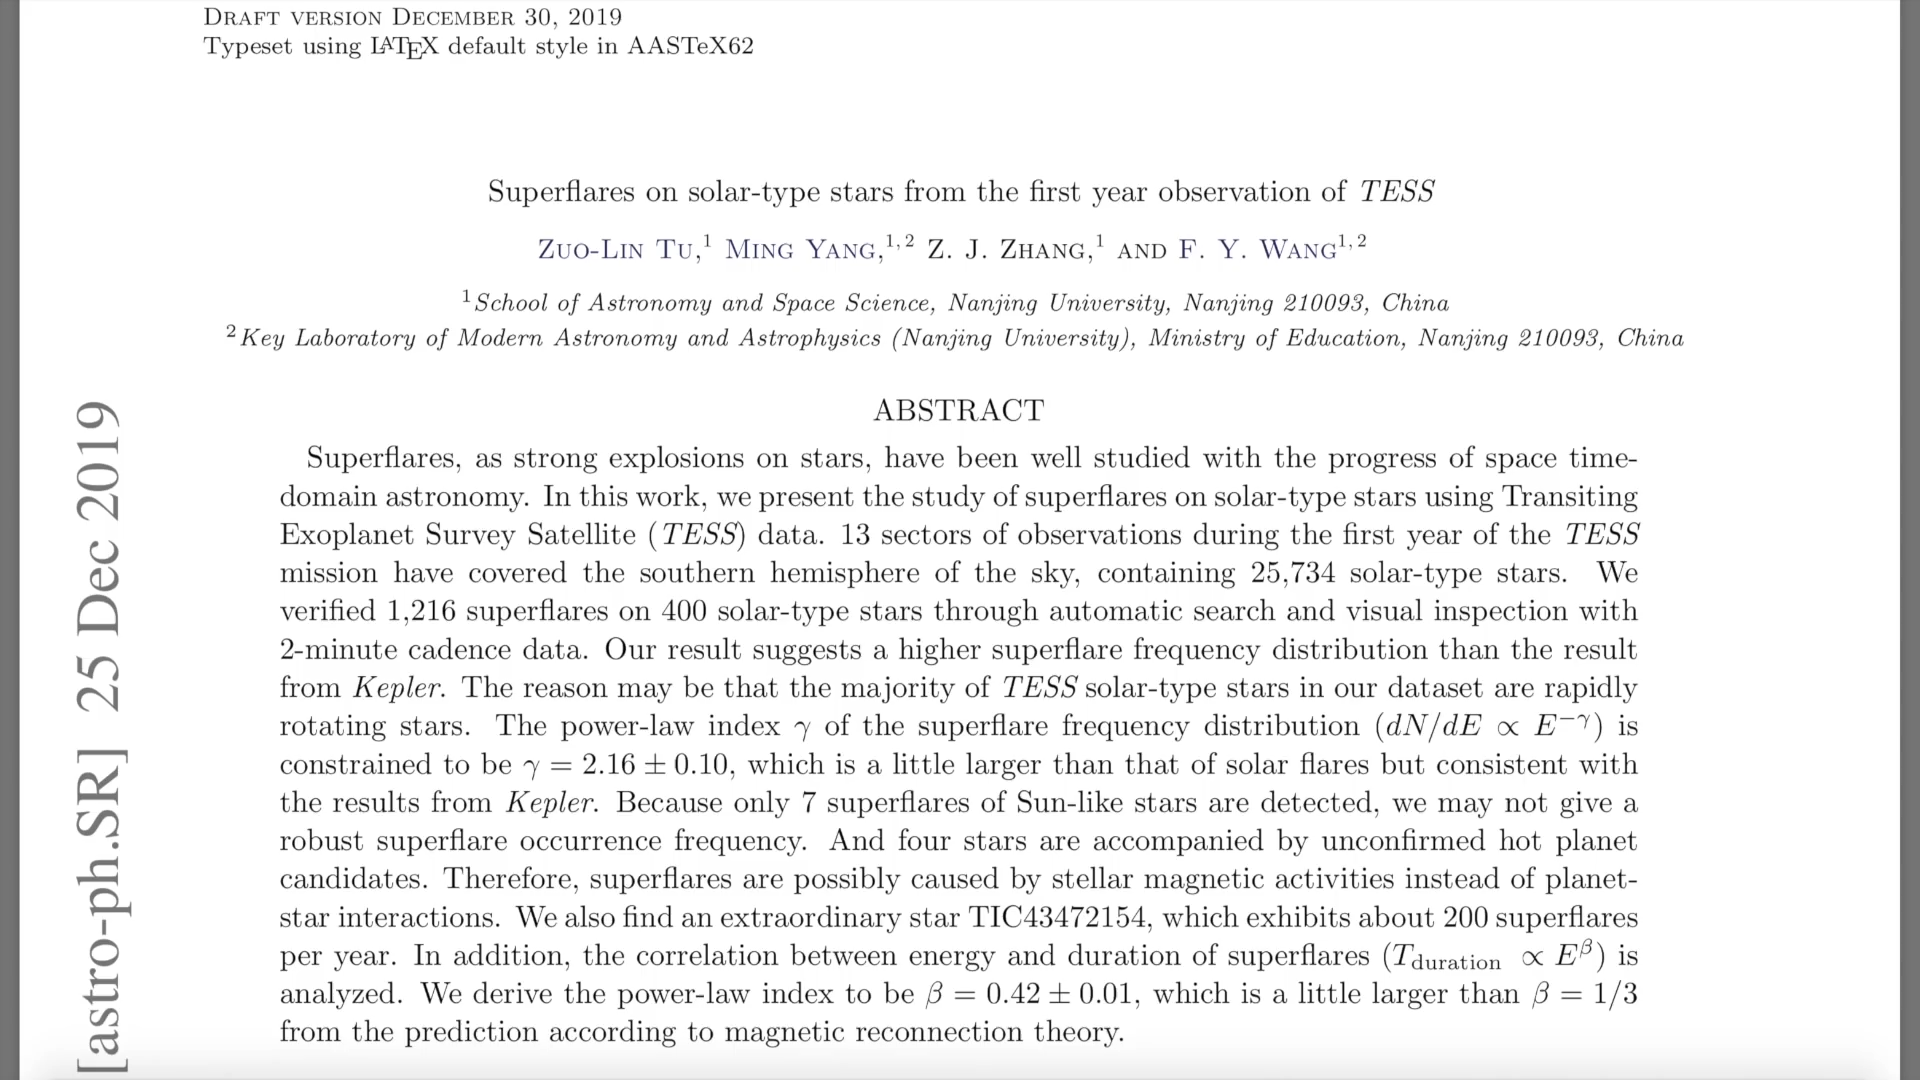 DRAFT VERSION DECEMBER 30, 2019
Typeset using LATEX default style in AASTeX62
Superflares on solar-type stars from the first year observation of TESS
ZUO-LIN TU,1 MING YANG,1,2 Z. J. ZHANG,1 AND F. Y. WANG1,2
1School of Astronomy and Space Science, Nanjing University, Nanjing 210093, China
2Key Laboratory of Modern Astronomy and Astrophysics (Nanjing University), Ministry of Education, Nanjing 210093, China
ABSTRACT
Superflares, as strong explosions on stars, have been well studied with the progress of space time-
domain astronomy. In this work, we present the study of superflares on solar-type stars using Transiting
Exoplanet Survey Satellite (TESS) data. 13 sectors of observations during the first year of the TESS
mission have covered the southern hemisphere of the sky, containing 25,734 solar-type stars. We
verified 1,216 superflares on 400 solar-type stars through automatic search and visual inspection with
2-minute cadence data. Our result suggests a higher superflare frequency distribution than the result
from Kepler. The reason may be that the majority of TESS solar-type stars in our dataset are rapidly
rotating stars. The power-law index γ of the superflare frequency distribution (dN/dE ∝ E−γ) is
constrained to be γ = 2.16 ± 0.10, which is a little larger than that of solar flares but consistent with
the results from Kepler. Because only 7 superflares of Sun-like stars are detected, we may not give a
robust superflare occurrence frequency. And four stars are accompanied by unconfirmed hot planet
candidates. Therefore, superflares are possibly caused by stellar magnetic activities instead of planet-
star interactions. We also find an extraordinary star TIC43472154, which exhibits about 200 superflares
per year. In addition, the correlation between energy and duration of superflares (Tduration ∝ Eβ) is
analyzed. We derive the power-law index to be β = 0.42 ± 0.01, which is a little larger than β = 1/3
from the prediction according to magnetic reconnection theory.
[astro-ph.SR] 25 Dec 2019